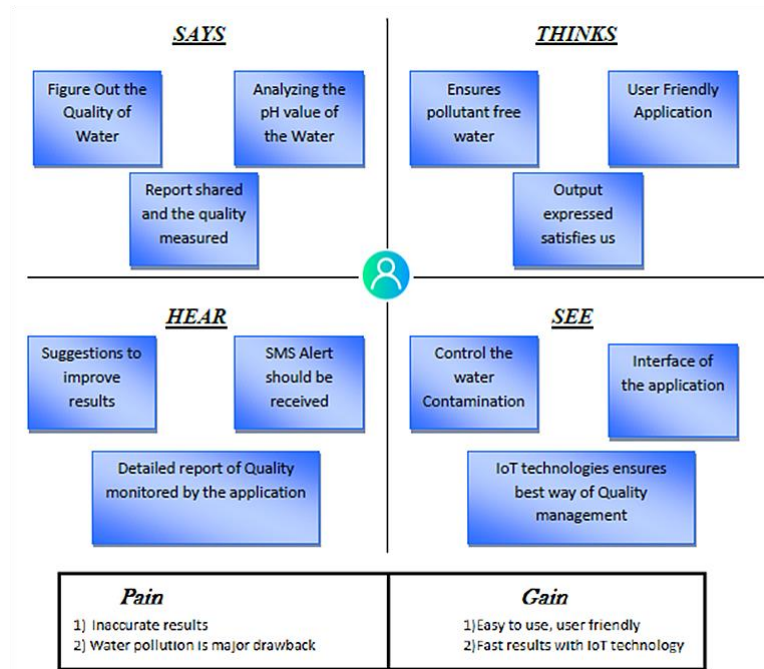 SAYS
Figure Out the
Quality of
Water
Analyzing the
pH value of
the Water
Report shared
and the quality
measured
THINKS
Ensures
pollutant free
water
User Friendly
Application
Output
expressed
satisfies us
HEAR
Suggestions to
improve
results
SMS Alert
should be
received
Detailed report of Quality
monitored by the application
SEE
Control the
water
Contamination
Interface of
the application
IoT technologies ensures
best way of Quality
management
Pain
1) Inaccurate results
2) Water pollution is major drawback
Gain
1)Easy to use, user friendly
2)Fast results with IoT technology